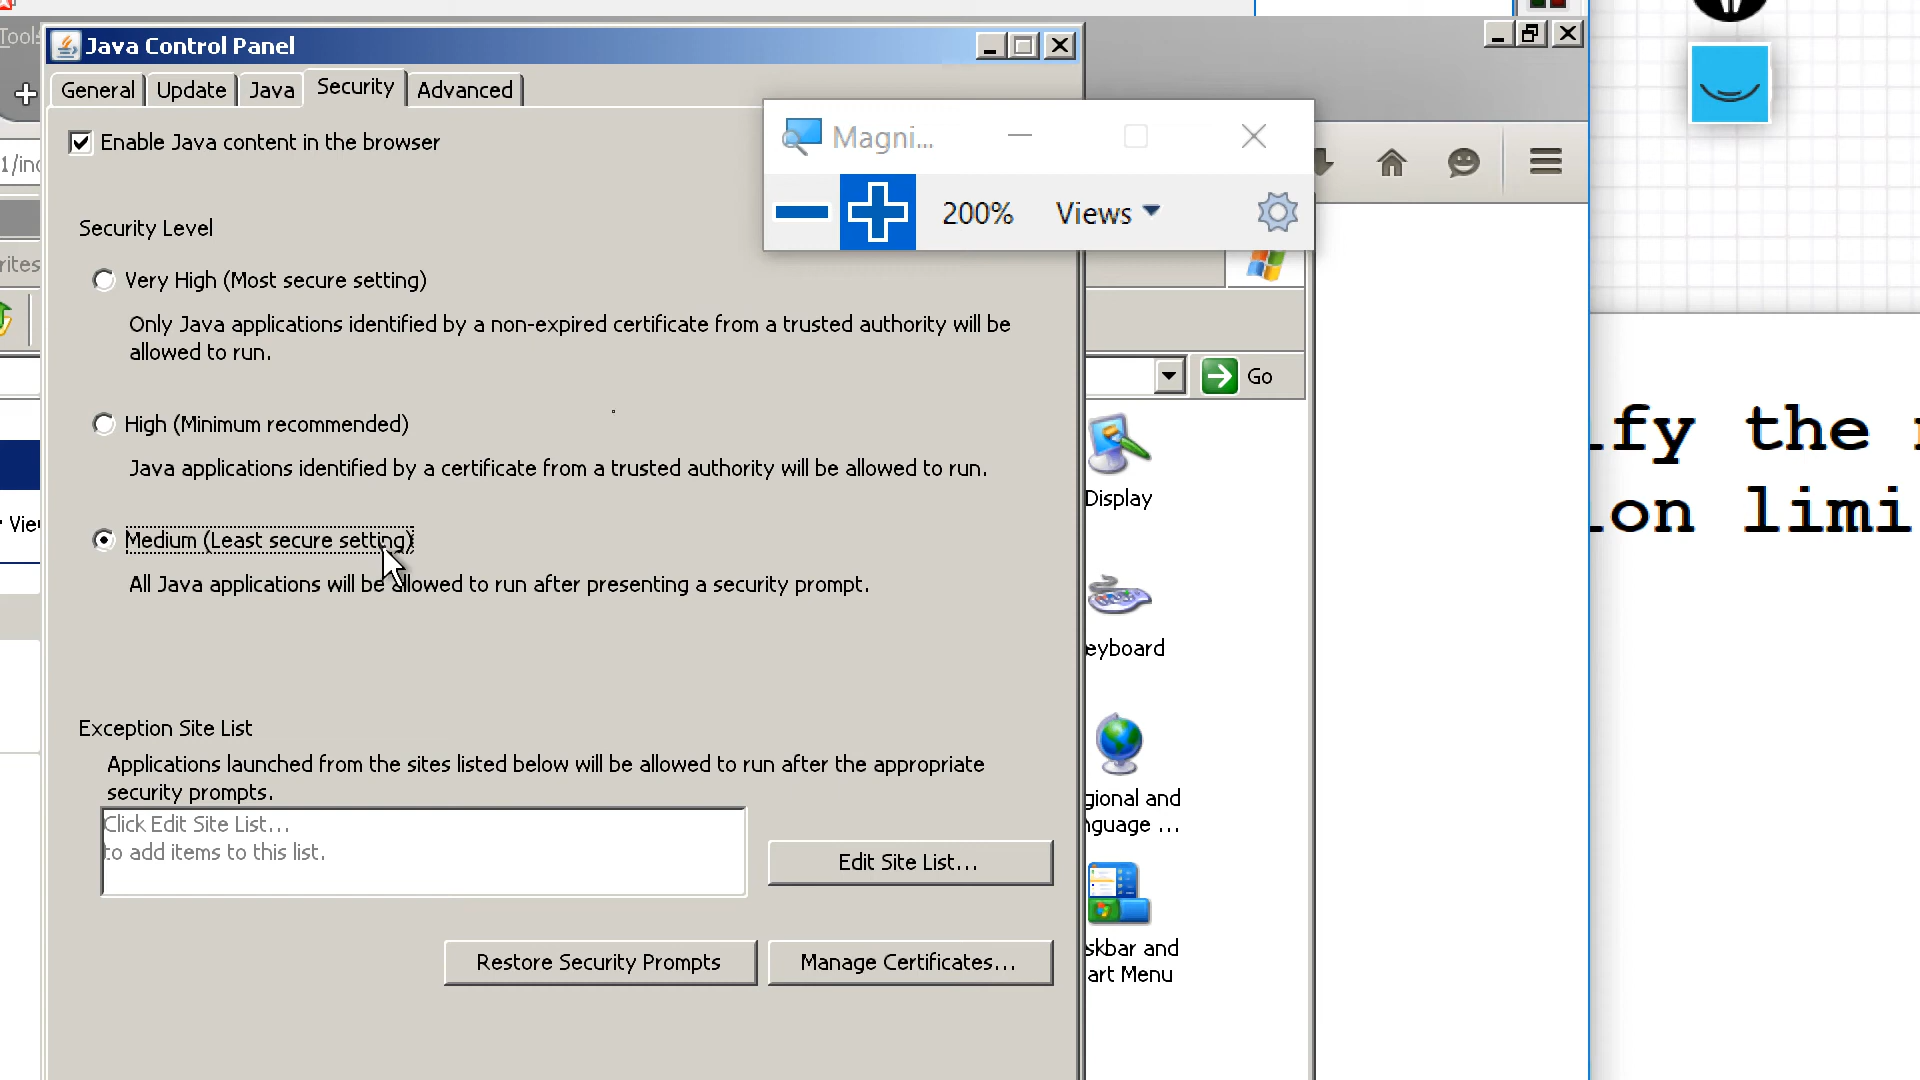 Tools
Java Control Panel
General
Update
Java
Security
Advanced
Enable Java content in the browser
Magni...
200%
Views
1/ind
rites
Security Level
Very High (Most secure setting)
Only Java applications identified by a non-expired certificate from a trusted authority will be
allowed to run.
High (Minimum recommended)
Java applications identified by a certificate from a trusted authority will be allowed to run.
Medium (Least secure setting)
All Java applications will be allowed to run after presenting a security prompt.
Exception Site List
Applications launched from the sites listed below will be allowed to run after the appropriate
security prompts.
Click Edit Site List...
to add items to this list.
Edit Site List...
Restore Security Prompts
Manage Certificates...
Go
Display
eyboard
gional and
nguage ...
skbar and
art Menu
ify the
ion limi